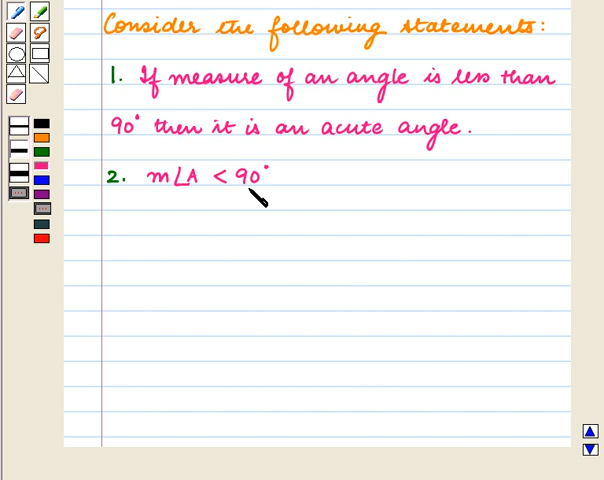 Consider the following statements:
1. If measure of an angle is less than
90° then it is an acute angle.
2. m∠A < 90°